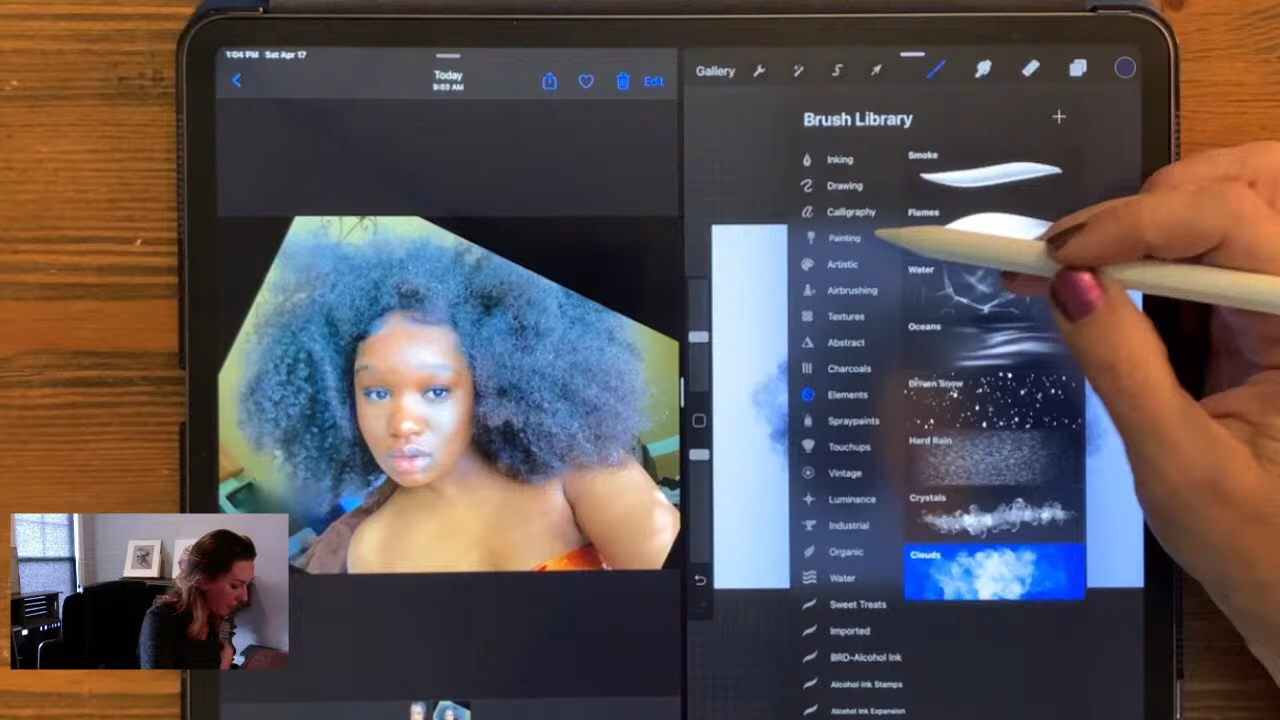 1:04 PM Sat Apr 17
Today
9:03 AM
Edit
Gallery
Brush Library
Inking
Drawing
Calligraphy
Painting
Artistic
Airbrushing
Textures
Abstract
Charcoals
Elements
Spraypaints
Touchups
Vintage
Luminance
Industrial
Organic
Water
Sweet Treats
Imported
BRD-Alcohol Ink
Alcohol Ink Stamps
Alcohol Ink Expansion
Smoke
Flames
Water
Oceans
Driven Snow
Hard Rain
Crystals
Clouds